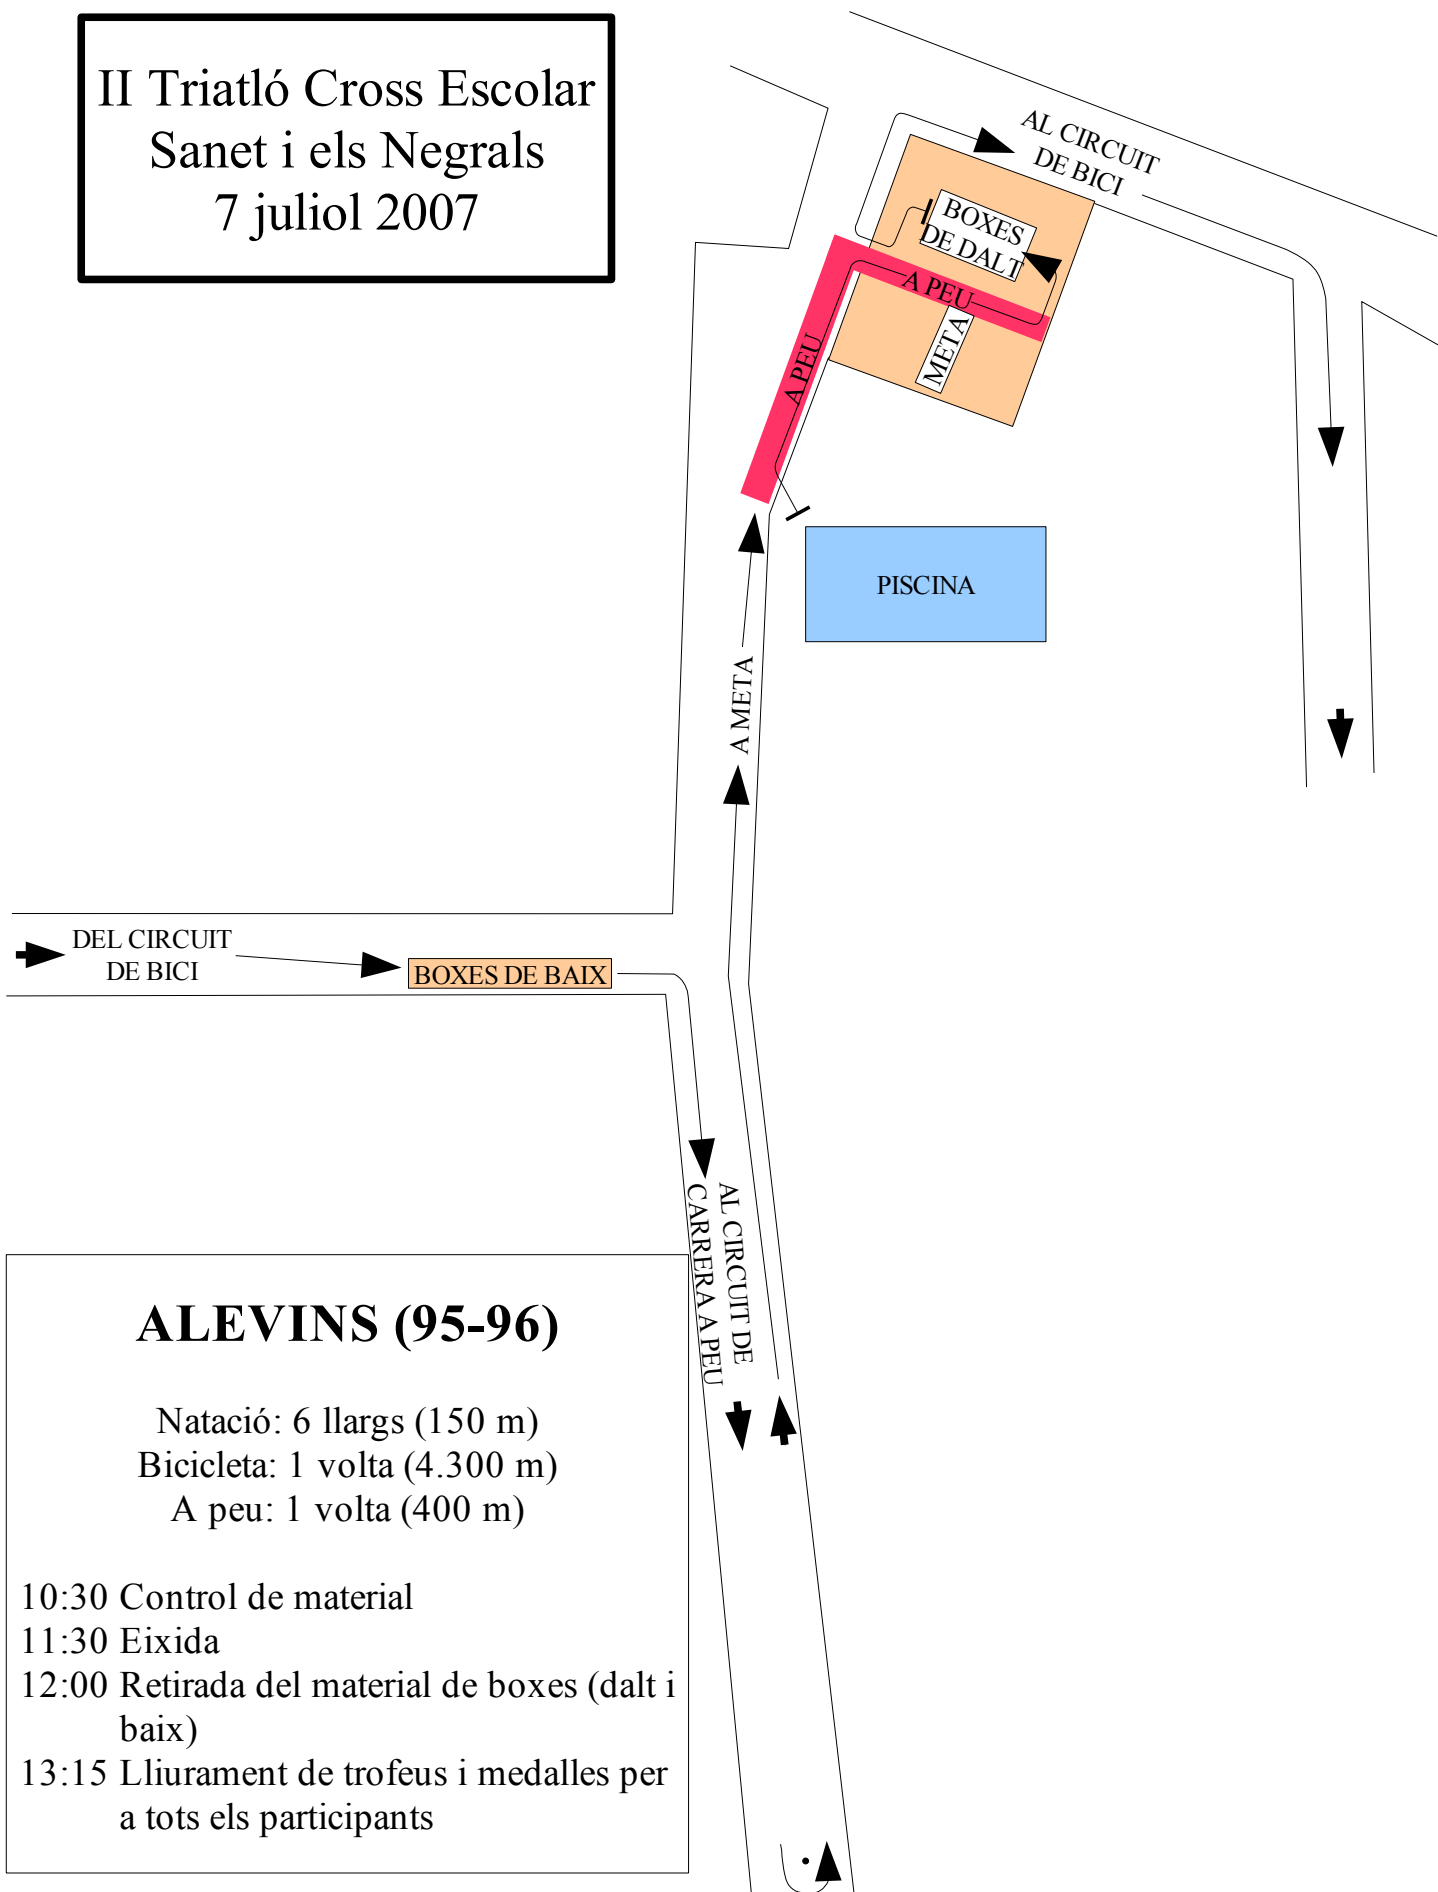 II Triatló Cross Escolar
Sanet i els Negrals
7 juliol 2007
AL CIRCUIT
DE BICI
BOXES
DE DALT
A PEU
META
A PEU
PISCINA
A META
DEL CIRCUIT
DE BICI
BOXES DE BAIX
AL CIRCUIT DE
CARRERA A PEU
ALEVINS (95-96)
Natació: 6 llargs (150 m)
Bicicleta: 1 volta (4.300 m)
A peu: 1 volta (400 m)
10:30 Control de material
11:30 Eixida
12:00 Retirada del material de boxes (dalt i
baix)
13:15 Lliurament de trofeus i medalles per
a tots els participants